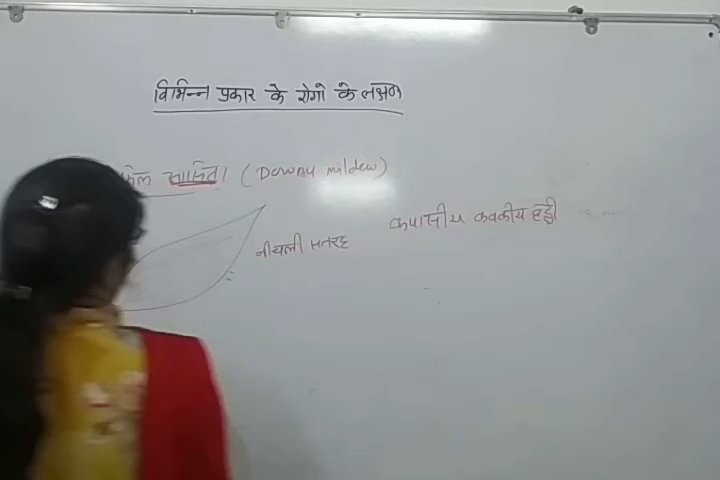 विभिन्न प्रकार के रोगो के लक्षण
(Downy mildew)
नीचली सतह
कपासीय कवकीय